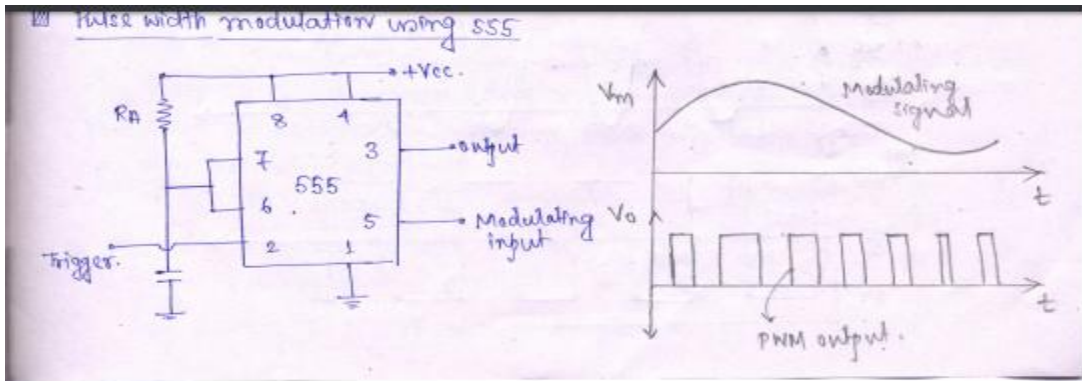 Pulse width modulation using 555
+Vcc.
RA
8 4
7
3
output
555
6
5
Modulating
input
2
1
Trigger.
Vm
Modulating
signal
t
Vo
t
PWM output.